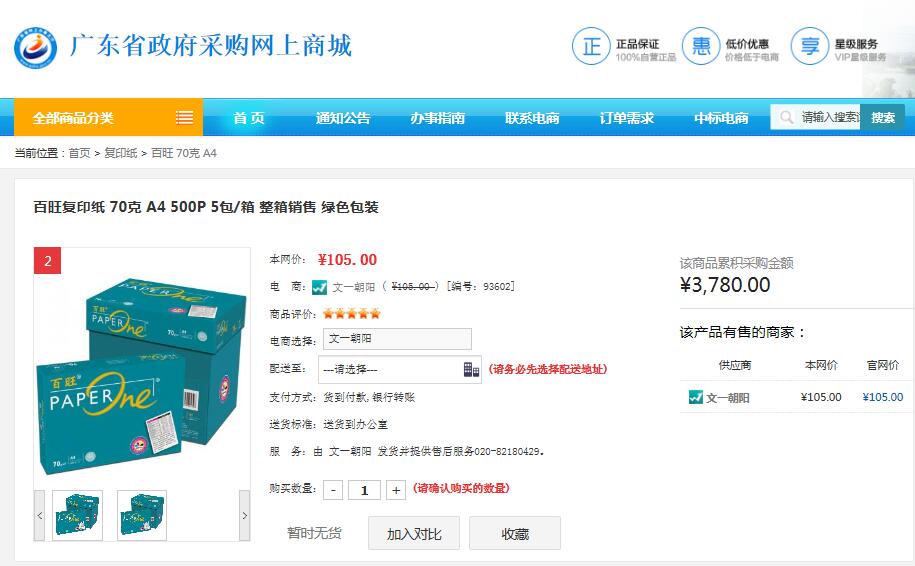 广东省政府采购网上商城
正 正品保证 100%自营正品
惠 低价优惠 价格低于电商
享 星级服务 VIP星级服务
全部商品分类 首 页 通知公告 办事指南 联系电商 订单需求 中标电商 请输入搜索 搜索
当前位置：首页 > 复印纸 > 百旺 70克 A4
百旺复印纸 70克 A4 500P 5包/箱 整箱销售 绿色包装
2
百旺
PAPER One
70
百旺
PAPER One
70
本网价： ¥105.00
电 商： 文一朝阳 （ ¥105.00 ）[编号：93602]
商品评价：
电商选择： 文一朝阳
配送至： ---请选择--- (请务必先选择配送地址)
支付方式：货到付款,银行转账
送货标准：送货到办公室
服 务：由 文一朝阳 发货并提供售后服务020-82180429。
购买数量： - 1 + (请确认购买的数量)
暂时无货 加入对比 收藏
该商品累积采购金额
¥3,780.00
该产品有售的商家：
供应商 本网价 官网价
文一朝阳 ¥105.00 ¥105.00